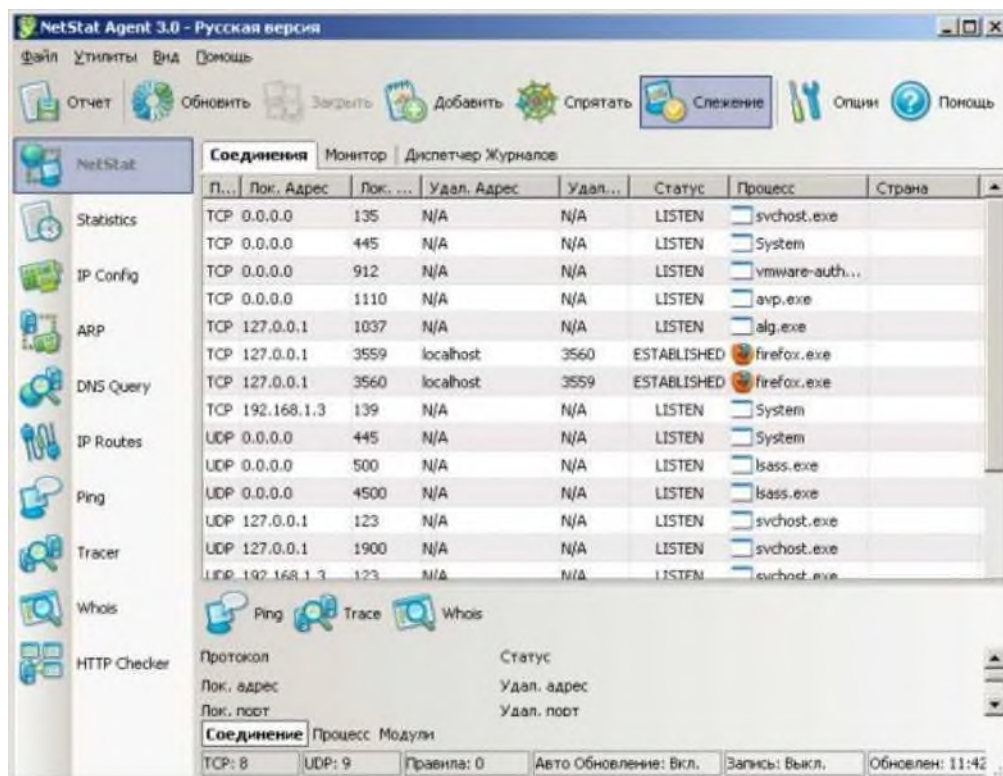 NetStat Agent 3.0 - Русская версия
Файл Утилиты Вид Помощь
Отчет Обновить Закрыть Добавить Спрятать Слежение Опции Помощь
NetStat
Statistics
IP Config
ARP
DNS Query
IP Routes
Ping
Tracer
Whois
HTTP Checker
Соединения Монитор Диспетчер Журналов
П... Лок. Адрес Лок. ... Удал. Адрес Удал... Статус Процесс Страна
TCP 0.0.0.0 135 N/A N/A LISTEN svchost.exe
TCP 0.0.0.0 445 N/A N/A LISTEN System
TCP 0.0.0.0 912 N/A N/A LISTEN vmware-auth...
TCP 0.0.0.0 1110 N/A N/A LISTEN avp.exe
TCP 127.0.0.1 1037 N/A N/A LISTEN alg.exe
TCP 127.0.0.1 3559 localhost 3560 ESTABLISHED firefox.exe
TCP 127.0.0.1 3560 localhost 3559 ESTABLISHED firefox.exe
TCP 192.168.1.3 139 N/A N/A LISTEN System
UDP 0.0.0.0 445 N/A N/A LISTEN System
UDP 0.0.0.0 500 N/A N/A LISTEN lsass.exe
UDP 0.0.0.0 4500 N/A N/A LISTEN lsass.exe
UDP 127.0.0.1 123 N/A N/A LISTEN svchost.exe
UDP 127.0.0.1 1900 N/A N/A LISTEN svchost.exe
UDP 192.168.1.3 123 N/A N/A LISTEN svchost.exe
Ping Trace Whois
Протокол Статус
Лок. адрес Удал. адрес
Лок. порт Удал. порт
Соединение Процесс Модули
TCP: 8 UDP: 9 Правила: 0 Авто Обновление: Вкл. Запись: Выкл. Обновлен: 11:42